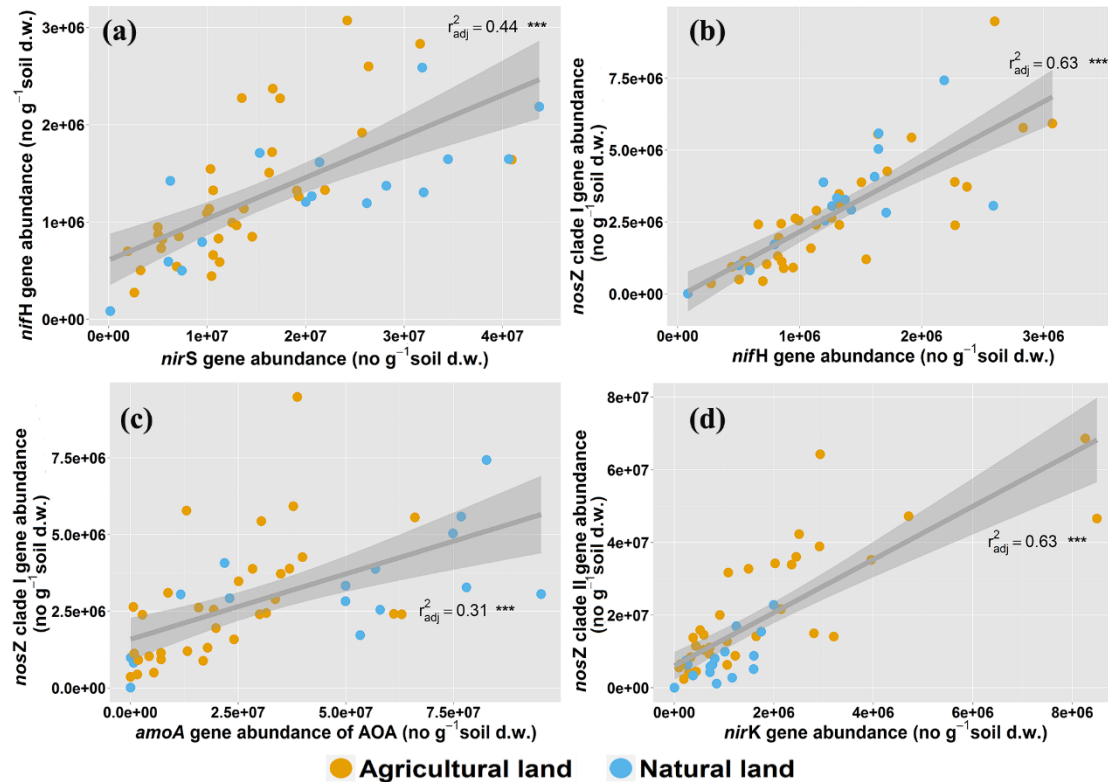 (a)
r²adj = 0.44 ***
nifH gene abundance (no g⁻¹soil d.w.)
3e+06
2e+06
1e+06
0e+00
0e+00 1e+07 2e+07 3e+07 4e+07
nirS gene abundance (no g⁻¹soil d.w.)
(b)
r²adj = 0.63 ***
nosZ clade I gene abundance
(no g⁻¹soil d.w.)
7.5e+06
5.0e+06
2.5e+06
0.0e+00
0e+00 1e+06 2e+06 3e+06
nifH gene abundance (no g⁻¹soil d.w.)
(c)
r²adj = 0.31 ***
nosZ clade I gene abundance
(no g⁻¹soil d.w.)
7.5e+06
5.0e+06
2.5e+06
0.0e+00
0.0e+00 2.5e+07 5.0e+07 7.5e+07
amoA gene abundance of AOA (no g⁻¹soil d.w.)
(d)
r²adj = 0.63 ***
nosZ clade II gene abundance
(no g⁻¹soil d.w.)
8e+07
6e+07
4e+07
2e+07
0e+00
0e+00 2e+06 4e+06 6e+06 8e+06
nirK gene abundance (no g⁻¹soil d.w.)
Agricultural land Natural land